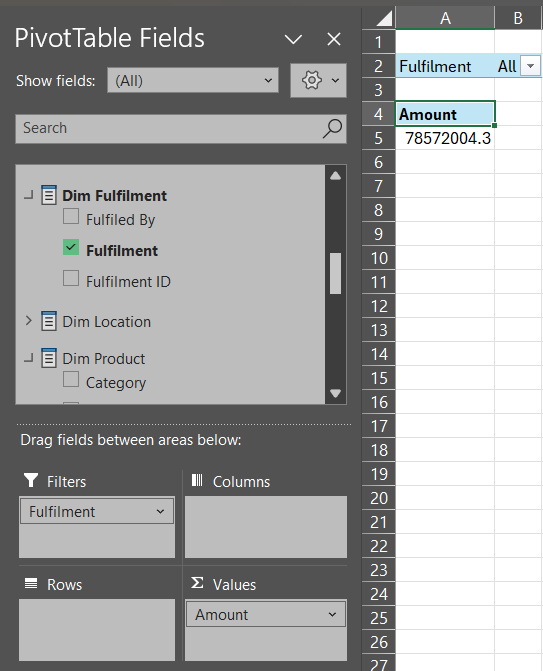 PivotTable Fields
Show fields: (All)
Search
Dim Fulfilment
Fulfiled By
Fulfilment
Fulfilment ID
Dim Location
Dim Product
Category
Drag fields between areas below:
Filters
Columns
Fulfilment
Rows
Σ Values
Amount
A B
1
2 Fulfilment All
3
4 Amount
5 78572004.3
6
7
8
9
10
11
12
13
14
15
16
17
18
19
20
21
22
23
24
25
26
27